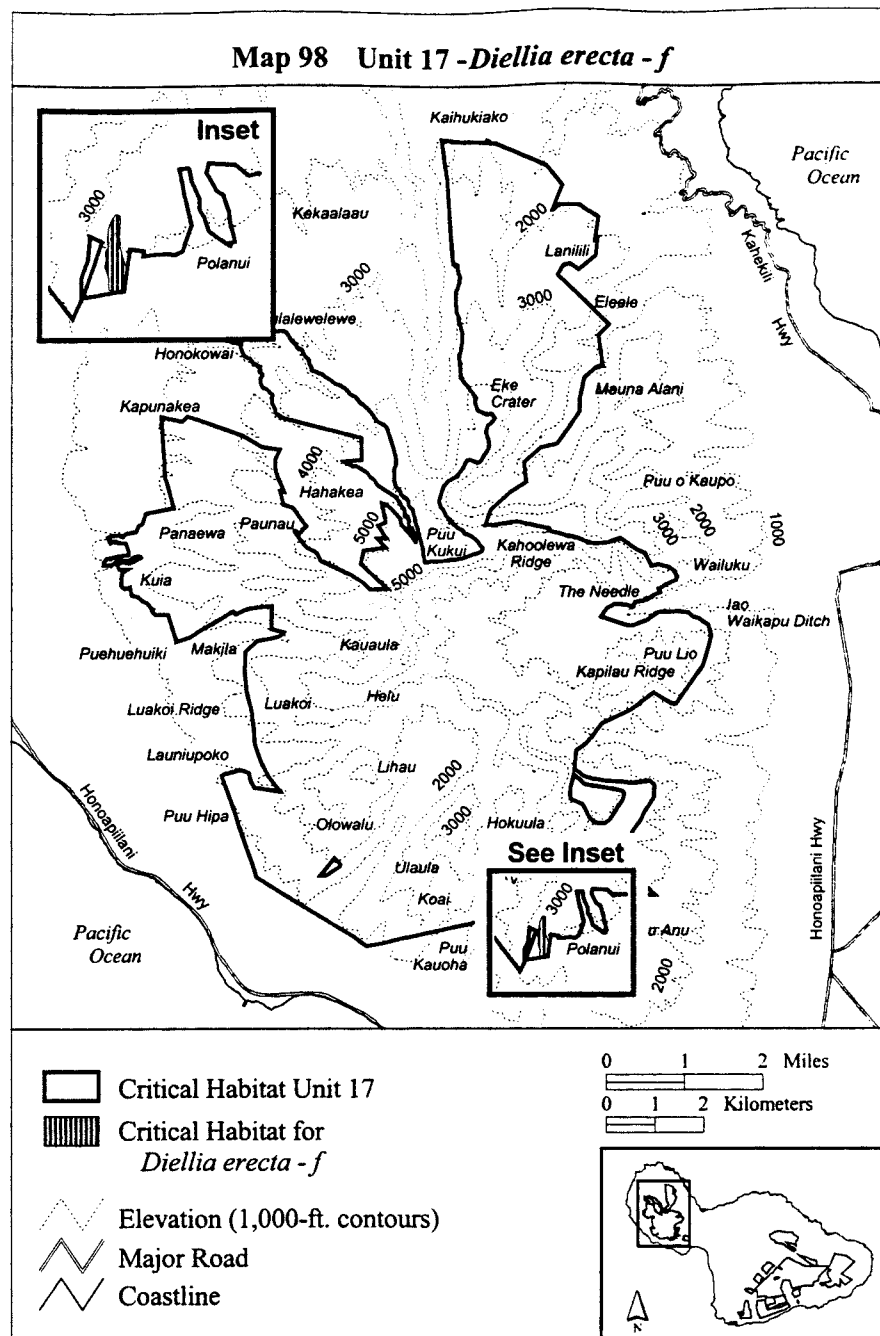 Map 98 Unit 17 -Diellia erecta - f
Inset
3000
Polanui
Kaihukiako
Pacific
Ocean
Kekaalaau
2000
Lanilili
Kahekili
Hwy
3000
3000
Eleele
lalewelewe
Honokowai
Eke
Crater
Mauna Alani
Kapunakea
4000
Hahakea
Puu o Kaupo
Panaewa
Paunau
5000
Puu
Kukui
Kahoolewa
Ridge
3000
2000
1000
Wailuku
Kuia
5000
The Needle
Iao
Waikapu Ditch
Puehuehuiki
Makila
Kauaula
Puu Lio
Kapilau Ridge
Luakoi Ridge
Luakoi
Helu
Launiupoko
Lihau
2000
Honoapiilani
Hwy
Puu Hipa
Olowalu
3000
Hokuula
Honoapiilani Hwy
Ulaula
See Inset
Koai
3000
Polanui
u Anu
Pacific
Ocean
Puu
Kauoha
2000
Critical Habitat Unit 17
Critical Habitat for
Diellia erecta - f
Elevation (1,000-ft. contours)
Major Road
Coastline
0 1 2 Miles
0 1 2 Kilometers
N